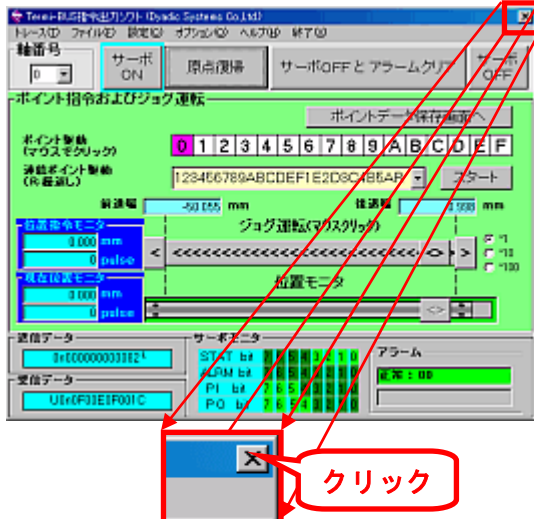 Termi-BUS指令出力ソフト (Dyadic Systems Co.,Ltd)
トレース(T) ファイル(F) 設定(C) オプション(O) ヘルプ(H) 終了(Q)
軸番号
0
サーボ
ON
原点復帰
サーボOFFとアラームクリア
サーボ
OFF
ポイント指令およびジョグ運転
ポイントデータ保存画面へ
ポイント移動
(マウスでクリック)
0 1 2 3 4 5 6 7 8 9 A B C D E F
連続ポイント移動
(R:繰返し)
スタート
前進端
mm
後退端
mm
位置指令モニタ
0.000 mm
0 pulse
ジョグ運転(マウスクリック)
< <> >
*1
*10
*100
現在位置モニタ
0.000 mm
0 pulse
位置モニタ
<>
送信データ
受信データ
サーボモニタ
STAT bit
ALRM bit
PI bit
PO bit
アラーム
正常 : 00
クリック